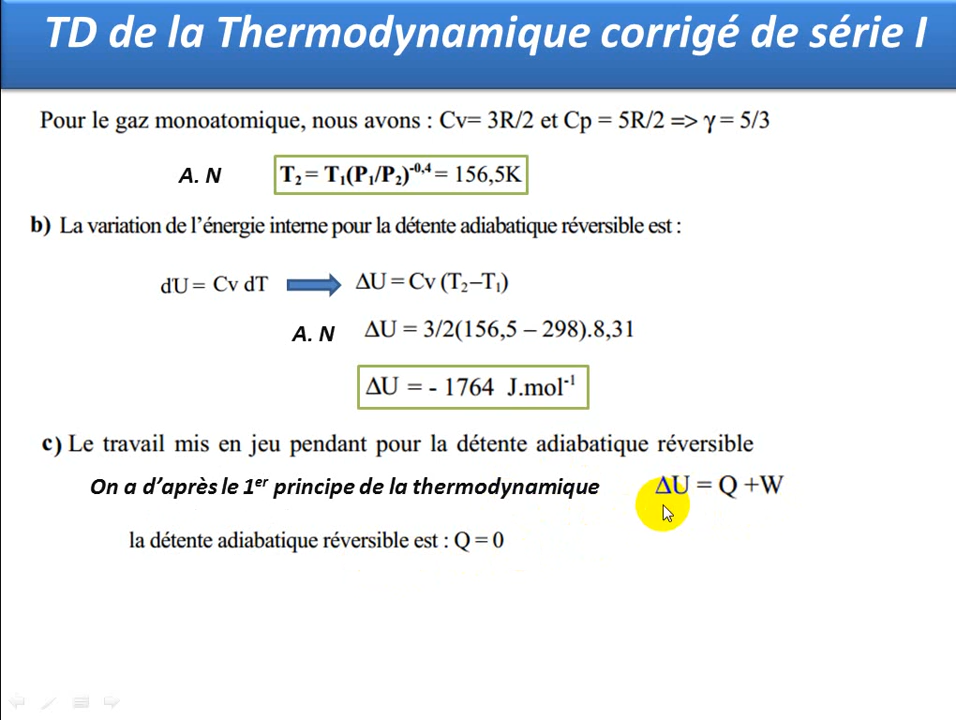 TD de la Thermodynamique corrigé de série I
Pour le gaz monoatomique, nous avons : Cv= 3R/2 et Cp = 5R/2 => γ = 5/3
A. N T₂ = T₁(P₁/P₂)⁻⁰,⁴ = 156,5K
b) La variation de l'énergie interne pour la détente adiabatique réversible est :
dU = Cv dT ➡ ΔU = Cv (T₂–T₁)
A. N ΔU = 3/2(156,5 – 298).8,31
ΔU = - 1764 J.mol⁻¹
c) Le travail mis en jeu pendant pour la détente adiabatique réversible
On a d'après le 1ᵉʳ principe de la thermodynamique ΔU = Q +W
la détente adiabatique réversible est : Q = 0